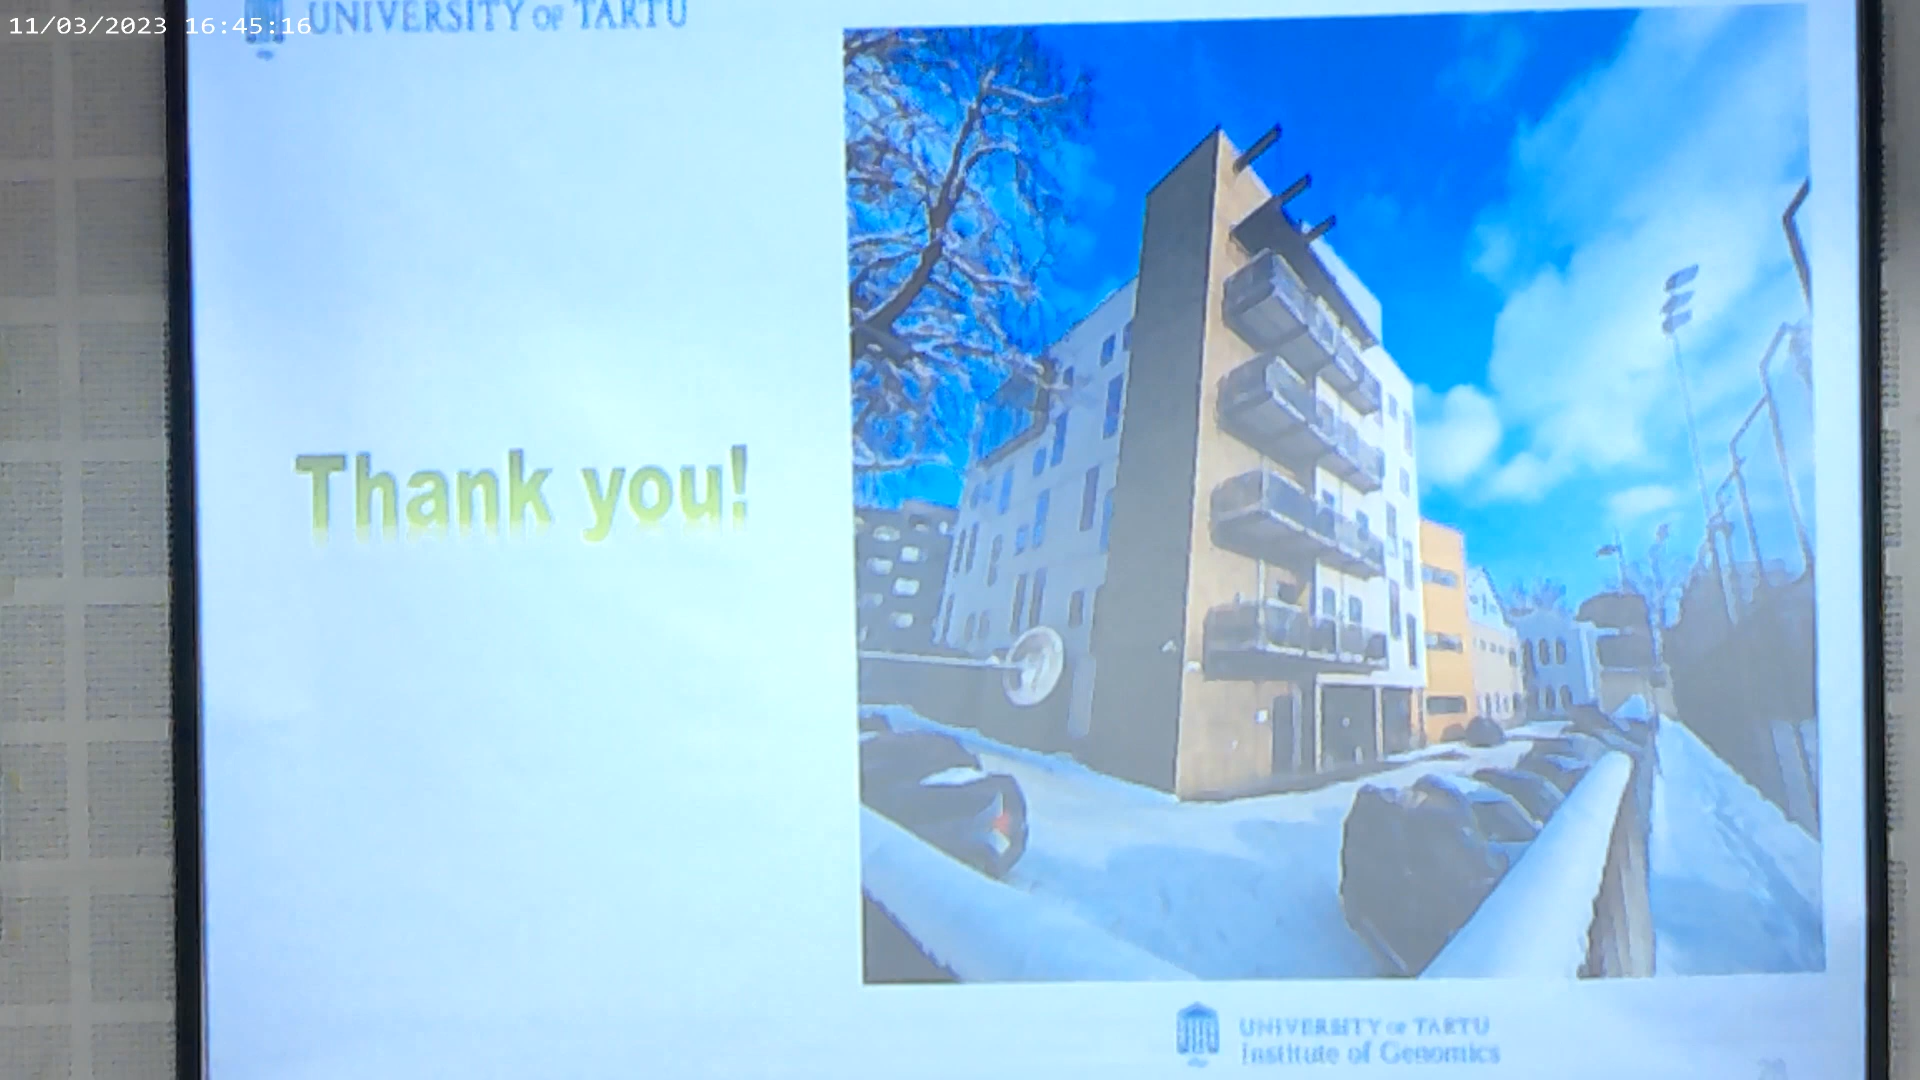 11/03/2023 16:45:16
UNIVERSITY OF TARTU
Thank you!
UNIVERSITY OF TARTU
Institute of Genomics